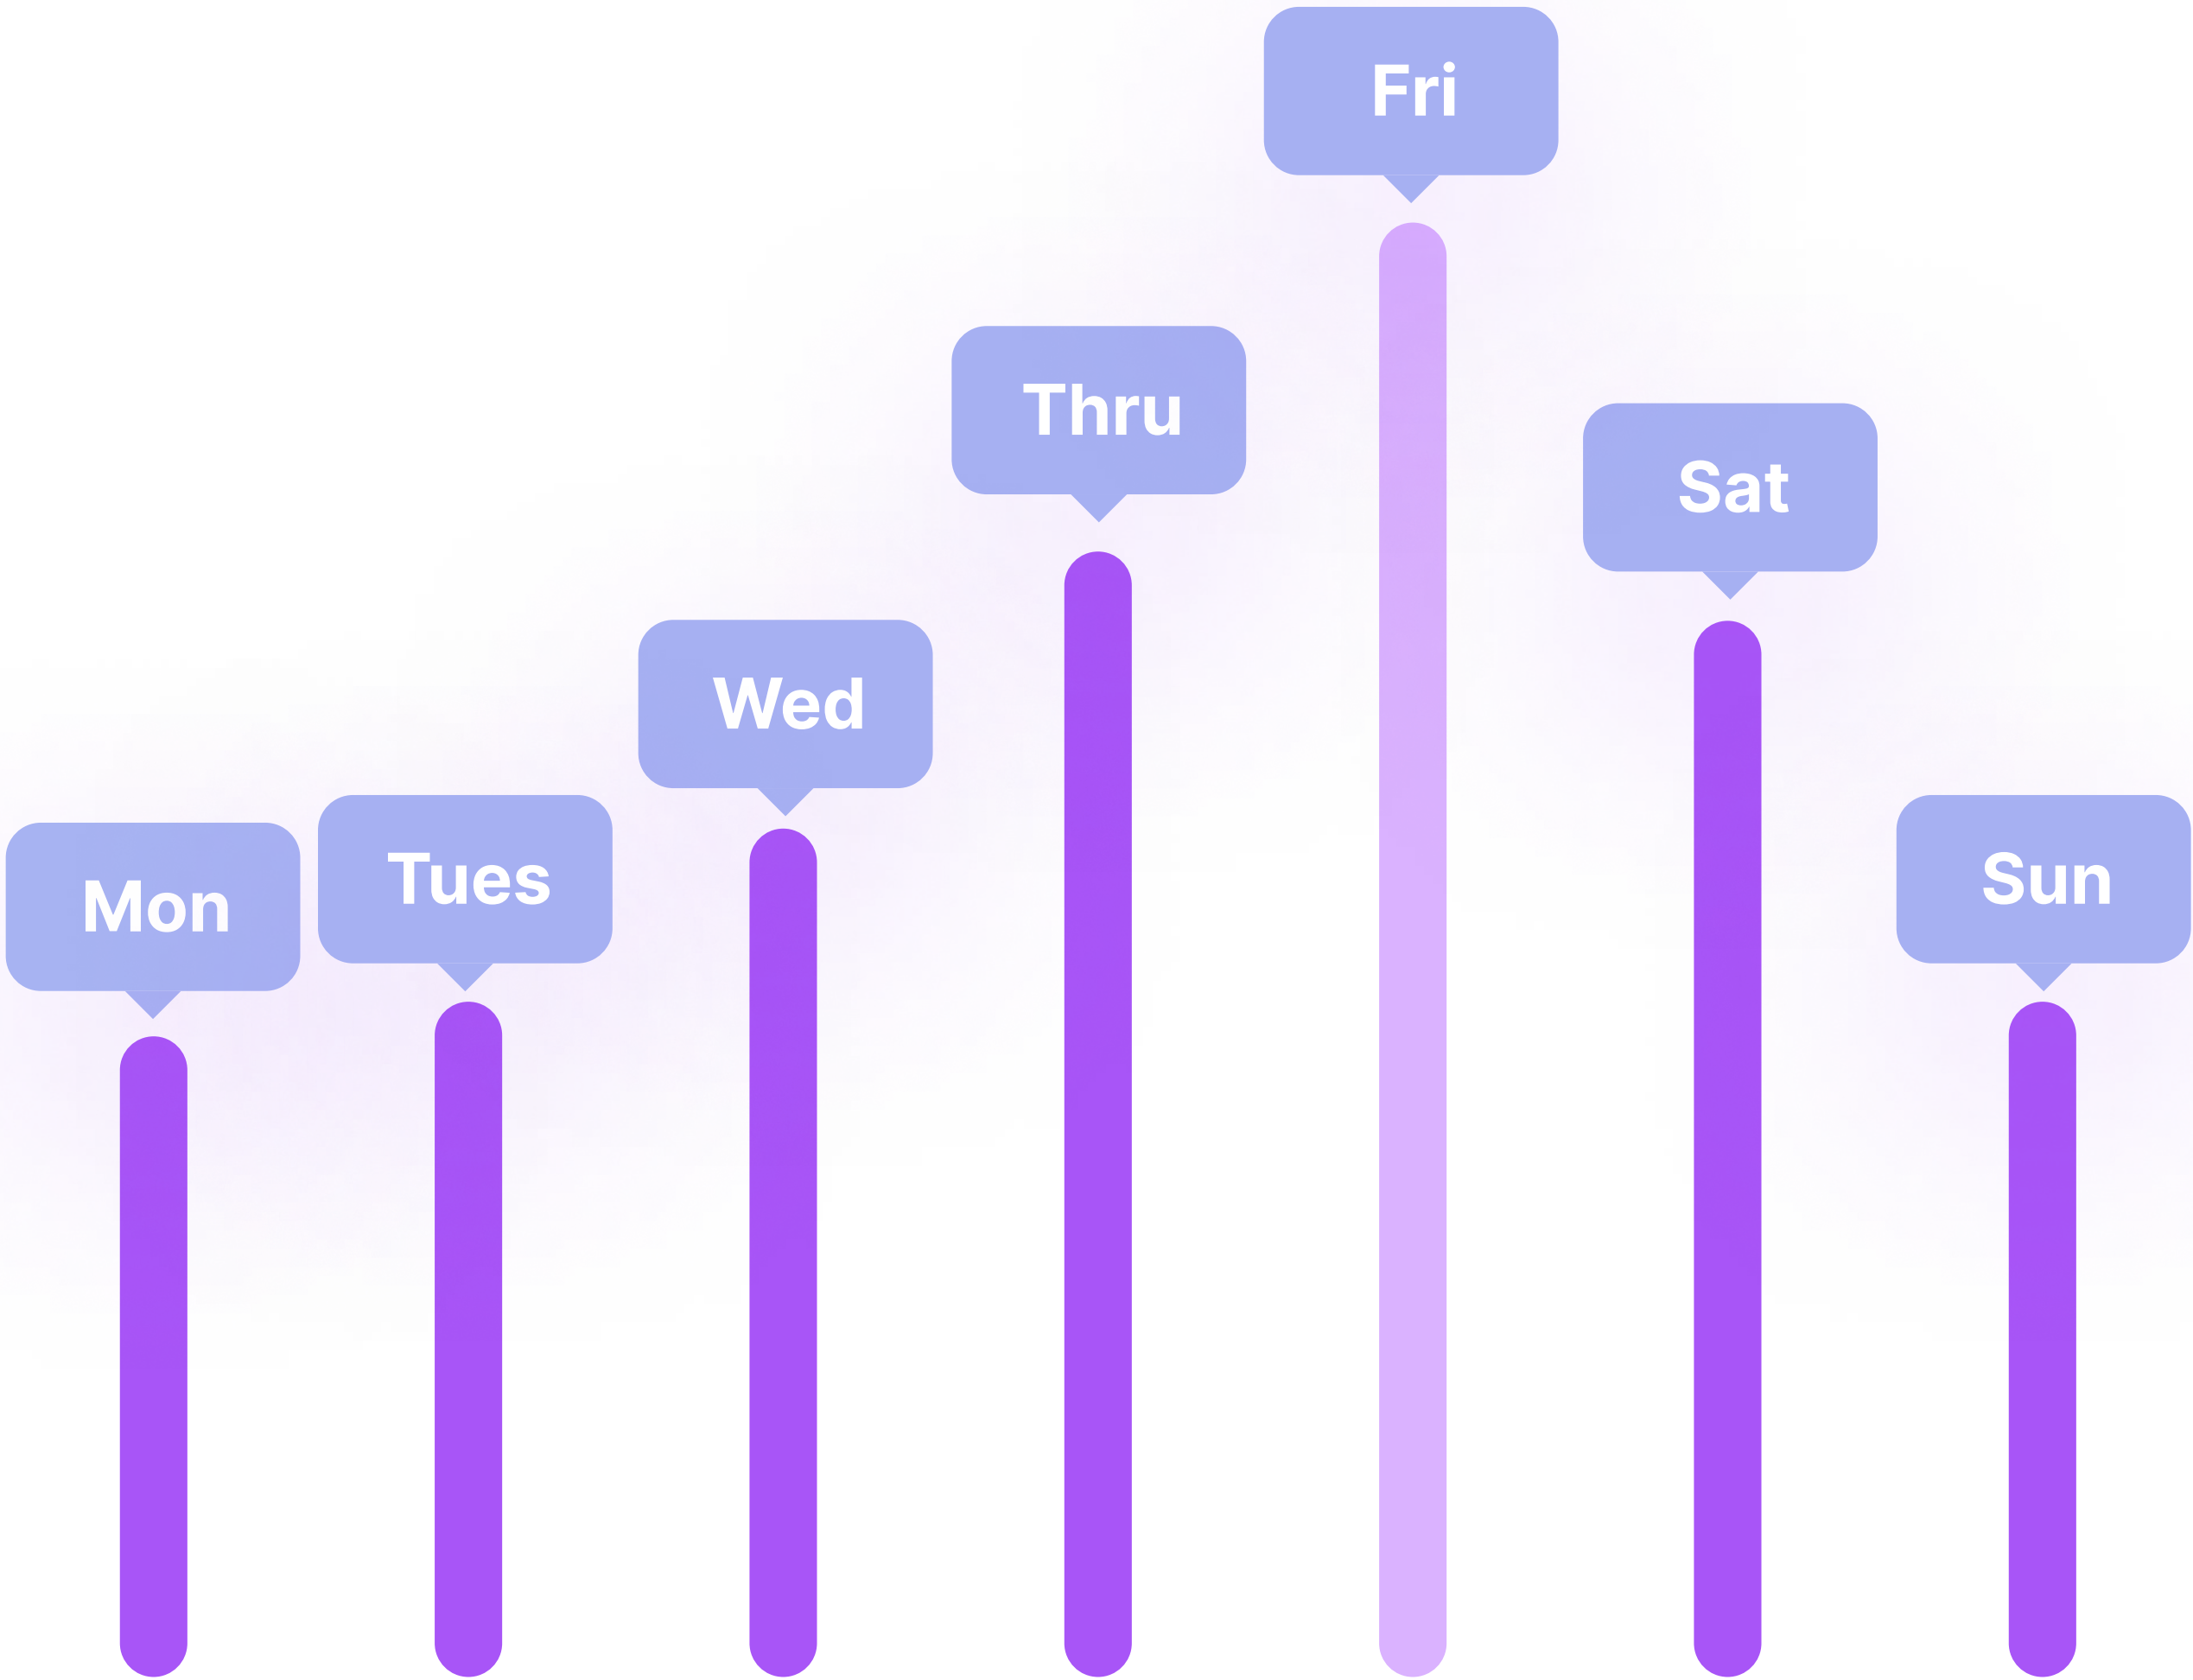 Mon
Tues
Wed
Thru
Fri
Sat
Sun